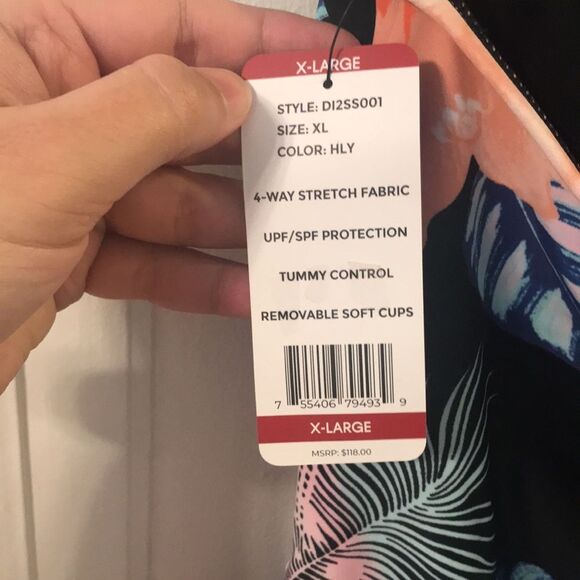 X-LARGE
STYLE: DI2SS001
SIZE: XL
COLOR: HLY
4-WAY STRETCH FABRIC
UPF/SPF PROTECTION
TUMMY CONTROL
REMOVABLE SOFT CUPS
7 55406 79493 9
X-LARGE
MSRP: $118.00